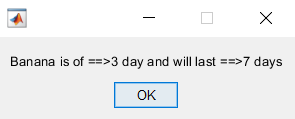 Banana is of ==>3 day and will last ==>7 days
OK